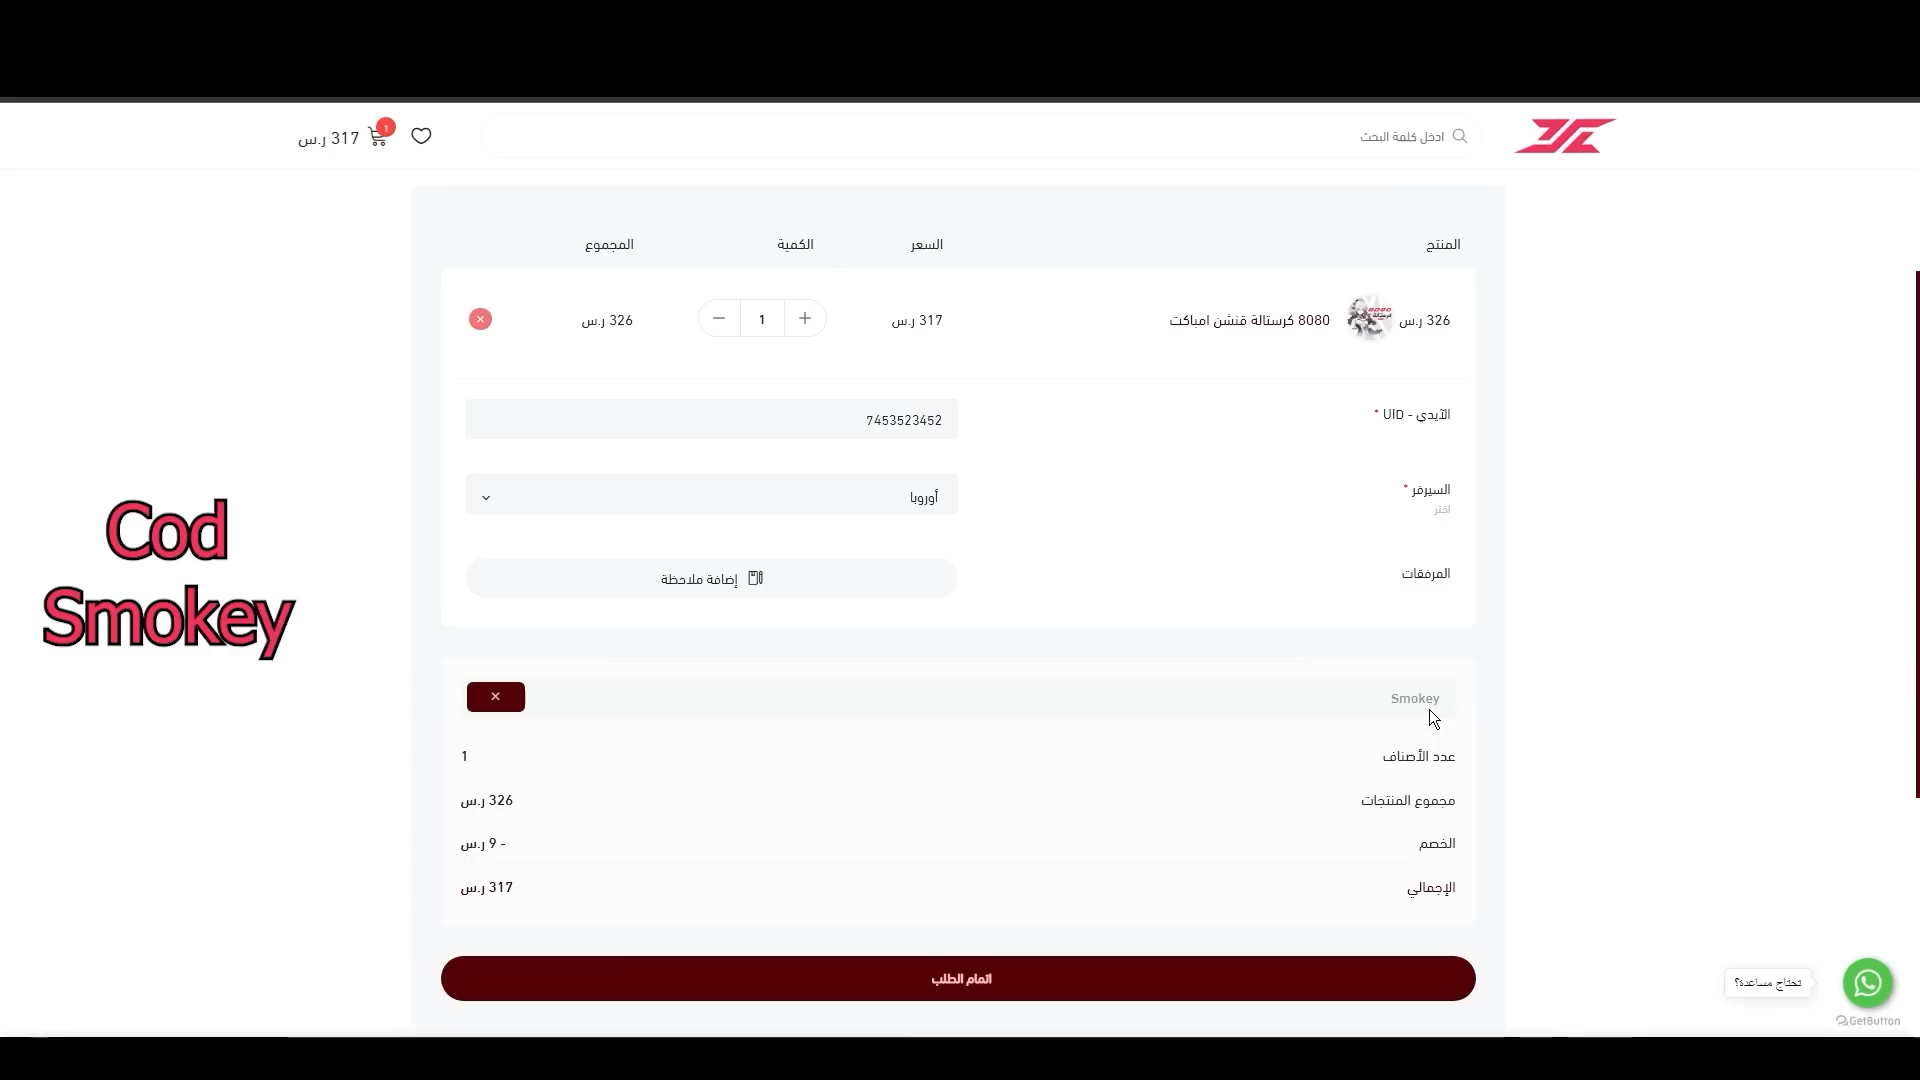 ادخل كلمة البحث
1
317 ر.س
المنتج
السعر
الكمية
المجموع
326 ر.س
8080 كرستالة قنشن امباكت
317 ر.س
1
326 ر.س
الآيدي - UID *
7453523452
السيرفر *
اختر
أوروبا
المرفقات
إضافة ملاحظة
Cod
Smokey
Smokey
عدد الأصناف
1
مجموع المنتجات
326 ر.س
الخصم
- 9 ر.س
الإجمالي
317 ر.س
اتمام الطلب
تحتاج مساعدة؟
GetButton